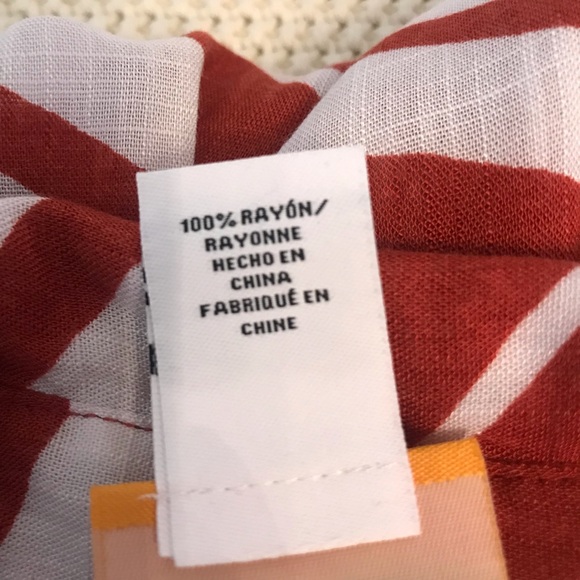 100% RAYÓN/
RAYONNE
HECHO EN
CHINA
FABRIQUÉ EN
CHINE